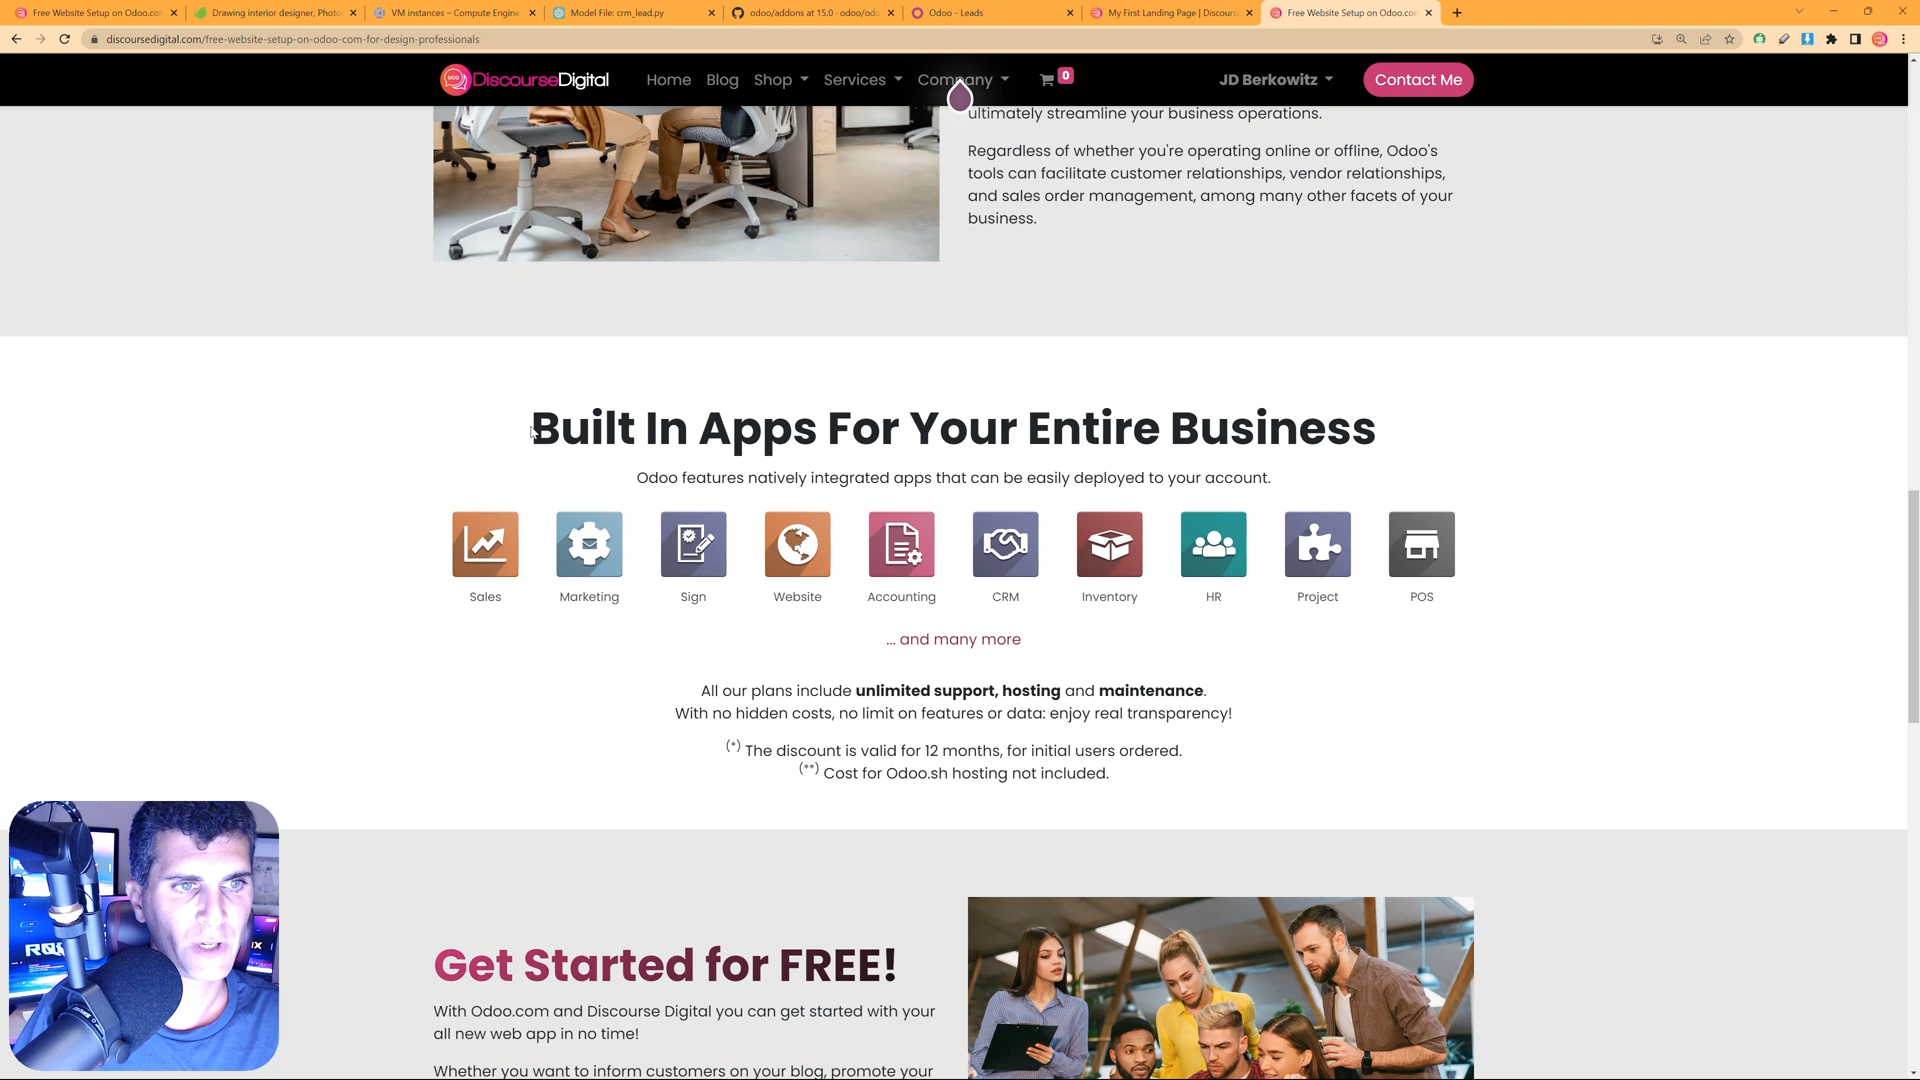 Free Website Setup on Odoo.co
Drawing interior designer, Photo
VM instances – Compute Engine
Model File: crm_lead.py
odoo/addons at 15.0 · odoo/od
Odoo - Leads
My First Landing Page | Discours
Free Website Setup on Odoo.co
discoursedigital.com/free-website-setup-on-odoo-com-for-design-professionals
DiscourseDigital
Home
Blog
Shop
Services
Company
0
JD Berkowitz
Contact Me
ultimately streamline your business operations.
Regardless of whether you're operating online or offline, Odoo's
tools can facilitate customer relationships, vendor relationships,
and sales order management, among many other facets of your
business.
Built In Apps For Your Entire Business
Odoo features natively integrated apps that can be easily deployed to your account.
Sales
Marketing
Sign
Website
Accounting
CRM
Inventory
HR
Project
POS
... and many more
All our plans include unlimited support, hosting and maintenance.
With no hidden costs, no limit on features or data: enjoy real transparency!
(*) The discount is valid for 12 months, for initial users ordered.
(**) Cost for Odoo.sh hosting not included.
Get Started for FREE!
With Odoo.com and Discourse Digital you can get started with your
all new web app in no time!
Whether you want to inform customers on your blog, promote your